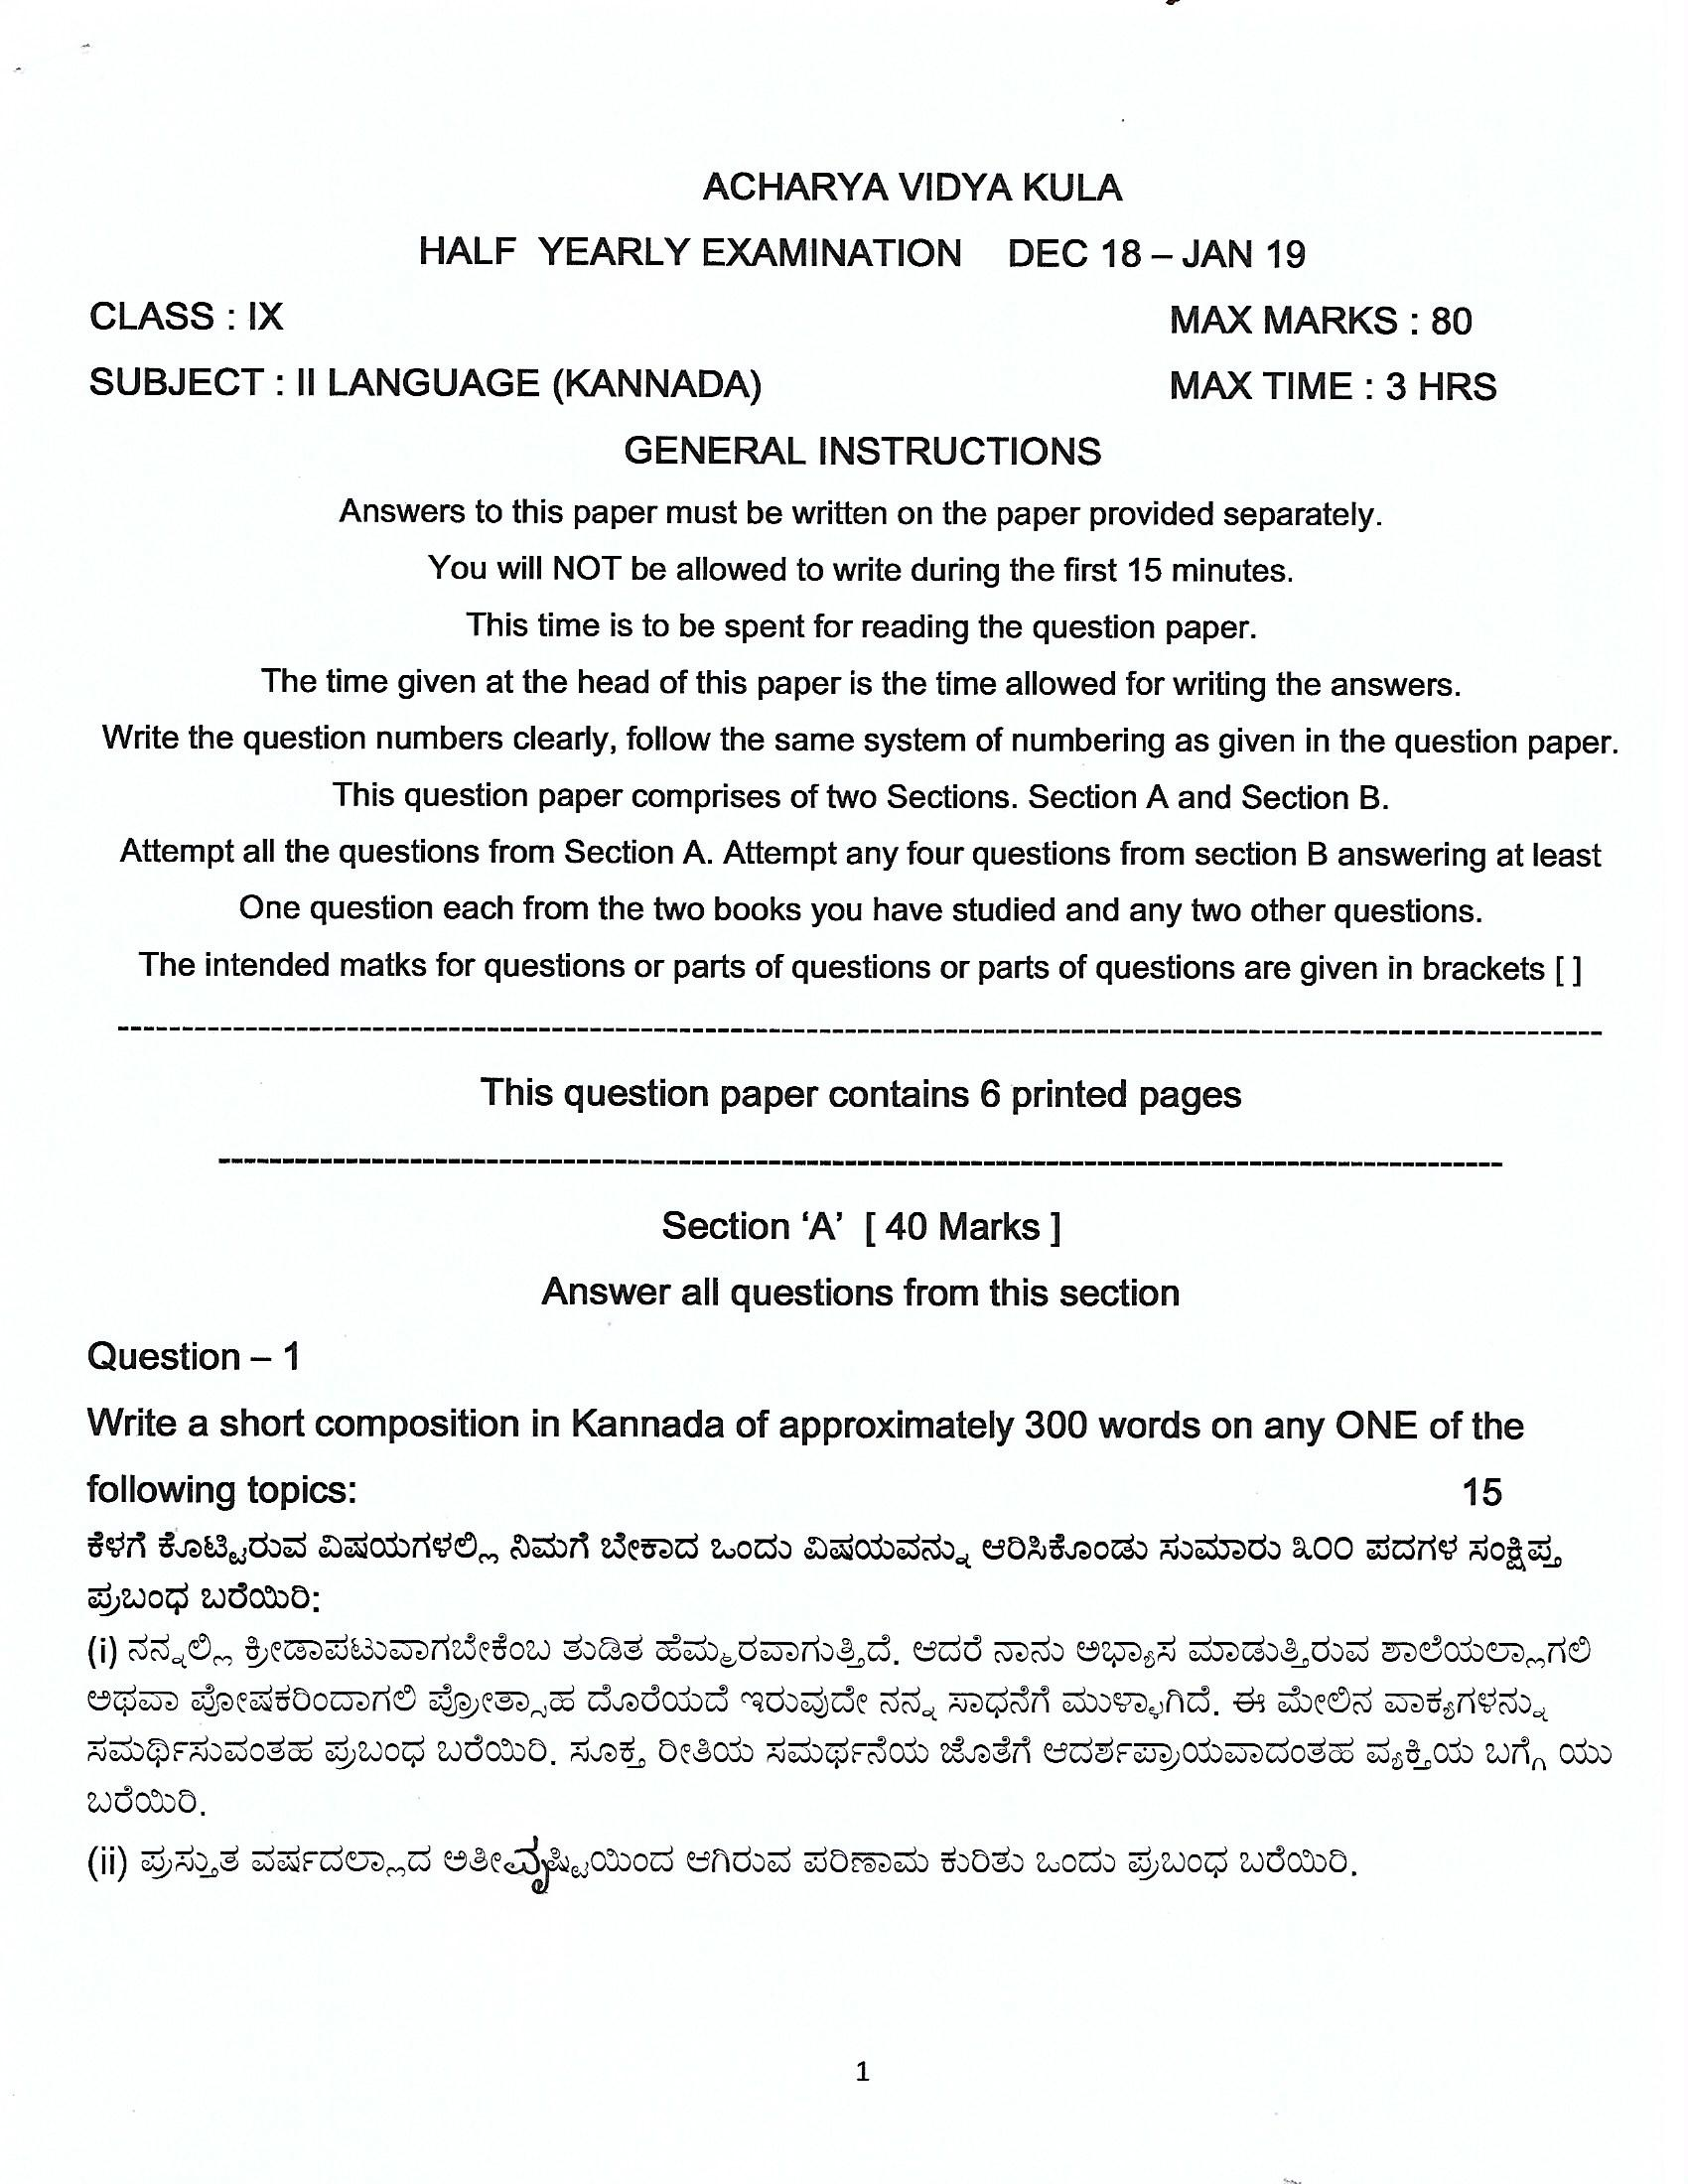 ACHARYA VIDYA KULA
HALF YEARLY EXAMINATION DEC 18 – JAN 19
CLASS : IX MAX MARKS : 80
SUBJECT : II LANGUAGE (KANNADA) MAX TIME : 3 HRS
GENERAL INSTRUCTIONS
Answers to this paper must be written on the paper provided separately.
You will NOT be allowed to write during the first 15 minutes.
This time is to be spent for reading the question paper.
The time given at the head of this paper is the time allowed for writing the answers.
Write the question numbers clearly, follow the same system of numbering as given in the question paper.
This question paper comprises of two Sections. Section A and Section B.
Attempt all the questions from Section A. Attempt any four questions from section B answering at least
One question each from the two books you have studied and any two other questions.
The intended matks for questions or parts of questions or parts of questions are given in brackets [ ]
This question paper contains 6 printed pages
Section ‘A’ [ 40 Marks ]
Answer all questions from this section
Question – 1
Write a short composition in Kannada of approximately 300 words on any ONE of the
following topics: 15
ಕೆಳಗೆ ಕೊಟ್ಟಿರುವ ವಿಷಯಗಳಲ್ಲಿ ನಿಮಗೆ ಬೇಕಾದ ಒಂದು ವಿಷಯವನ್ನು ಆರಿಸಿಕೊಂಡು ಸುಮಾರು ೩೦೦ ಪದಗಳ ಸಂಕ್ಷಿಪ್ತ
ಪ್ರಬಂಧ ಬರೆಯಿರಿ:
(i) ನನ್ನಲ್ಲಿ ಕ್ರೀಡಾಪಟುವಾಗಬೇಕೆಂಬ ತುಡಿತ ಹೆಮ್ಮರವಾಗುತ್ತಿದೆ. ಆದರೆ ನಾನು ಅಭ್ಯಾಸ ಮಾಡುತ್ತಿರುವ ಶಾಲೆಯಲ್ಲಾಗಲಿ
ಅಥವಾ ಪೋಷಕರಿಂದಾಗಲಿ ಪ್ರೋತ್ಸಾಹ ದೊರೆಯದೆ ಇರುವುದೇ ನನ್ನ ಸಾಧನೆಗೆ ಮುಳ್ಳಾಗಿದೆ. ಈ ಮೇಲಿನ ವಾಕ್ಯಗಳನ್ನು
ಸಮರ್ಥಿಸುವಂತಹ ಪ್ರಬಂಧ ಬರೆಯಿರಿ. ಸೂಕ್ತ ರೀತಿಯ ಸಮರ್ಥನೆಯ ಜೊತೆಗೆ ಆದರ್ಶಪ್ರಾಯವಾದಂತಹ ವ್ಯಕ್ತಿಯ ಬಗ್ಗೆ ಯು
ಬರೆಯಿರಿ.
(ii) ಪ್ರಸ್ತುತ ವರ್ಷದಲ್ಲಾದ ಅತೀವೃಷ್ಟಿಯಿಂದ ಆಗಿರುವ ಪರಿಣಾಮ ಕುರಿತು ಒಂದು ಪ್ರಬಂಧ ಬರೆಯಿರಿ.
1